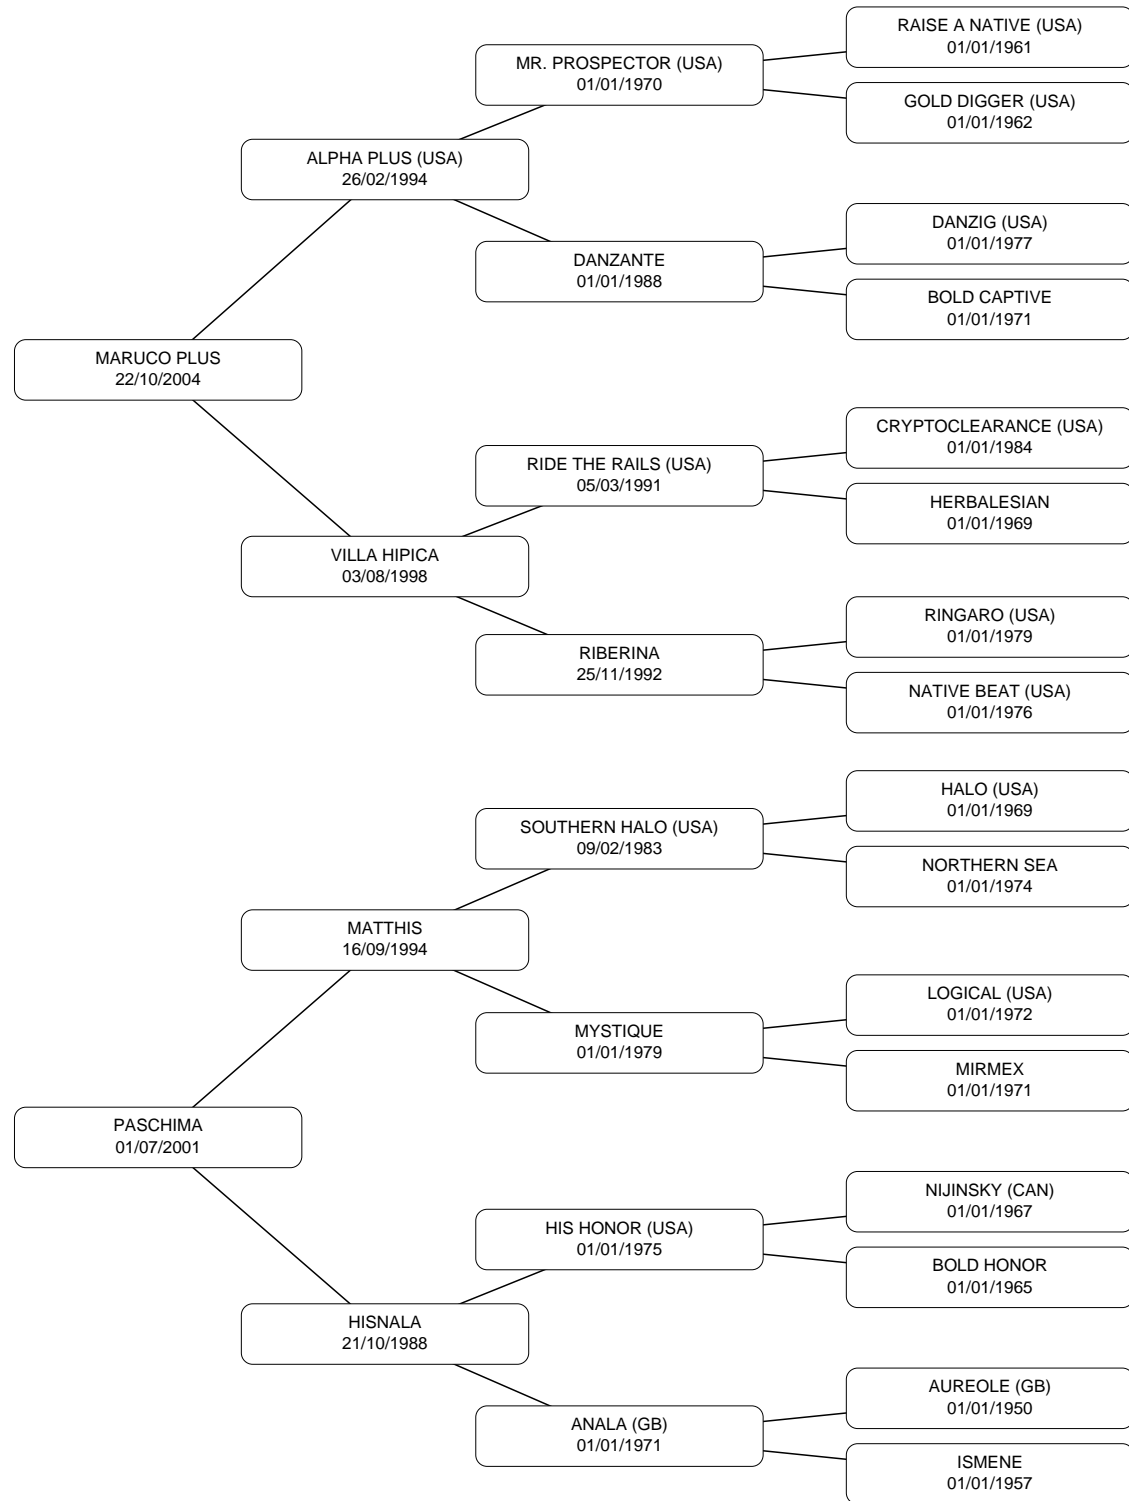 RAISE A NATIVE (USA)
01/01/1961
MR. PROSPECTOR (USA)
01/01/1970
GOLD DIGGER (USA)
01/01/1962
ALPHA PLUS (USA)
26/02/1994
DANZIG (USA)
01/01/1977
DANZANTE
01/01/1988
BOLD CAPTIVE
01/01/1971
MARUCO PLUS
22/10/2004
CRYPTOCLEARANCE (USA)
01/01/1984
RIDE THE RAILS (USA)
05/03/1991
HERBALESIAN
01/01/1969
VILLA HIPICA
03/08/1998
RINGARO (USA)
01/01/1979
RIBERINA
25/11/1992
NATIVE BEAT (USA)
01/01/1976
HALO (USA)
01/01/1969
SOUTHERN HALO (USA)
09/02/1983
NORTHERN SEA
01/01/1974
MATTHIS
16/09/1994
LOGICAL (USA)
01/01/1972
MYSTIQUE
01/01/1979
MIRMEX
01/01/1971
PASCHIMA
01/07/2001
NIJINSKY (CAN)
01/01/1967
HIS HONOR (USA)
01/01/1975
BOLD HONOR
01/01/1965
HISNALA
21/10/1988
AUREOLE (GB)
01/01/1950
ANALA (GB)
01/01/1971
ISMENE
01/01/1957